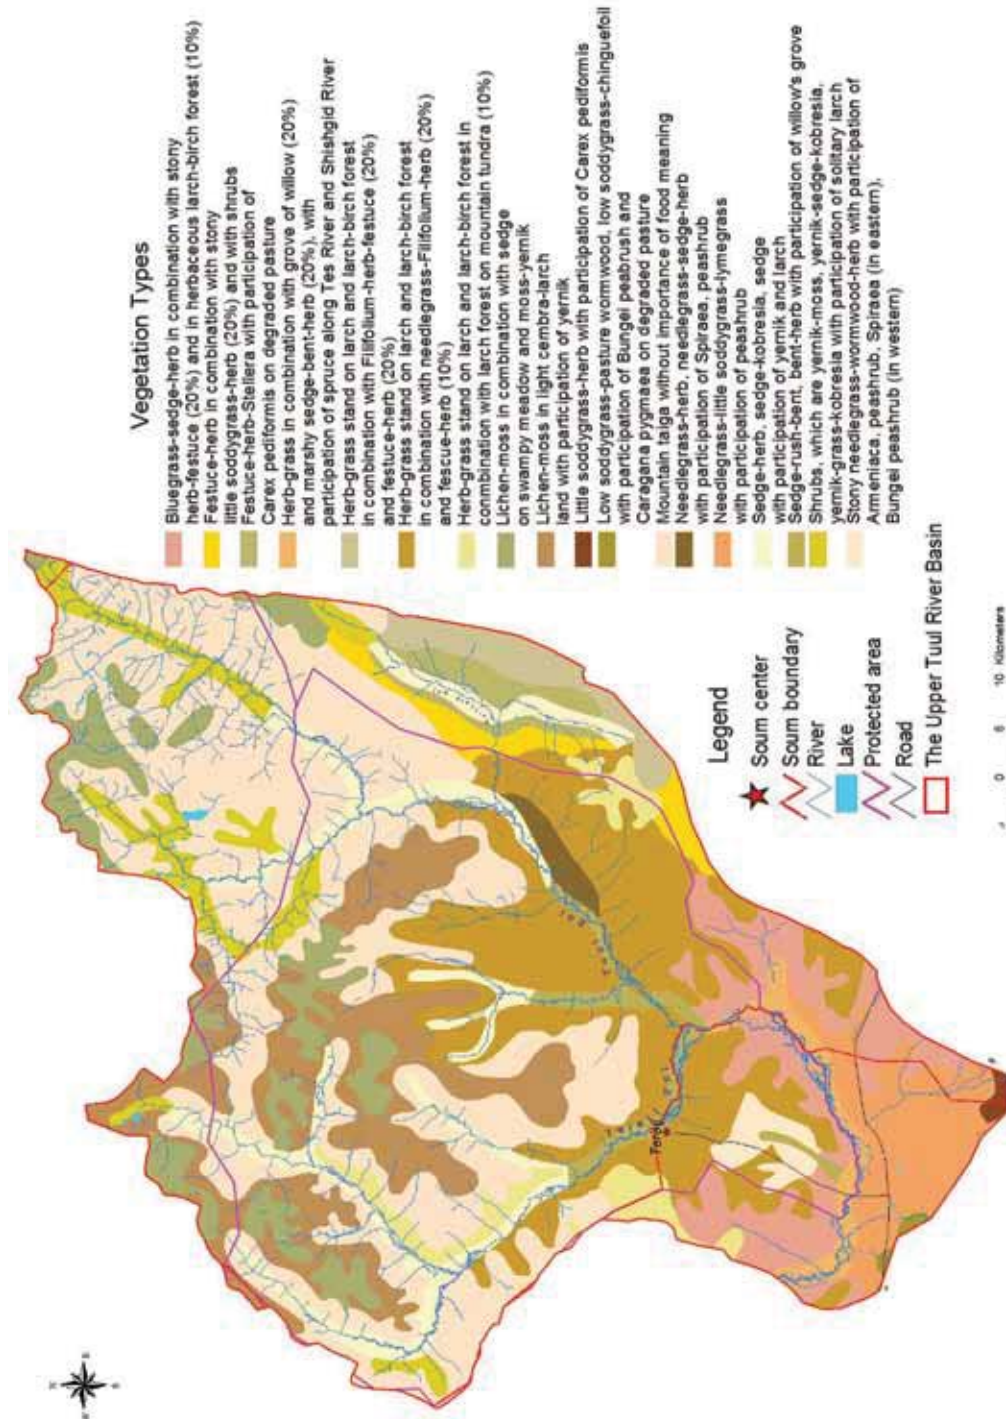 Vegetation Types
Bluegrass-sedge-herb in combination with stony
herb-festuce (20%) and in herbaceous larch-birch forest (10%)
Festuce-herb in combination with stony
little soddygrass-herb (20%) and with shrubs
Festuce-herb-Stellera with participation of
Carex pediformis on degraded pasture
Herb-grass in combination with grove of willow (20%)
and marshy sedge-bent-herb (20%), with
participation of spruce along Tes River and Shishgid River
Herb-grass stand on larch and larch-birch forest
in combination with Filifolium-herb-festuce (20%)
and festuce-herb (20%)
Herb-grass stand on larch and larch-birch forest
in combination with needlegrass-Filifolium-herb (20%)
and fescue-herb (10%)
Herb-grass stand on larch and larch-birch forest in
conmbination with larch forest on mountain tundra (10%)
Lichen-moss in combination with sedge
on swampy meadow and moss-yernik
Lichen-moss in light cembra-larch
land with participation of yernik
Little soddygrass-herb with participation of Carex pediformis
Low soddygrass-pasture wormwood, low soddygrass-chinguefoil
with participation of Bungei peabrush and
Caragana pygmaea on degraded pasture
Mountain taiga without importance of food meaning
Needlegrass-herb, needlegrass-sedge-herb
with participation of Spiraea, peashrub
Needlegrass-little soddygrass-lymegrass
with participation of peashrub
Sedge-herb, sedge-kobresia, sedge
with participation of yernik and larch
Sedge-rush-bent, bent-herb with participation of willow's grove
Shrubs, which are yernik-moss, yernik-sedge-kobresia,
yernik-grass-kobresia with participation of solitary larch
Stony needlegrass-wormwood-herb with participation of
Armeniaca, peashrub, Spiraea (in eastern),
Bungei peashrub (in western)
Legend
Soum center
Soum boundary
River
Lake
Protected area
Road
The Upper Tuul River Basin
0 5 10 Kilometers